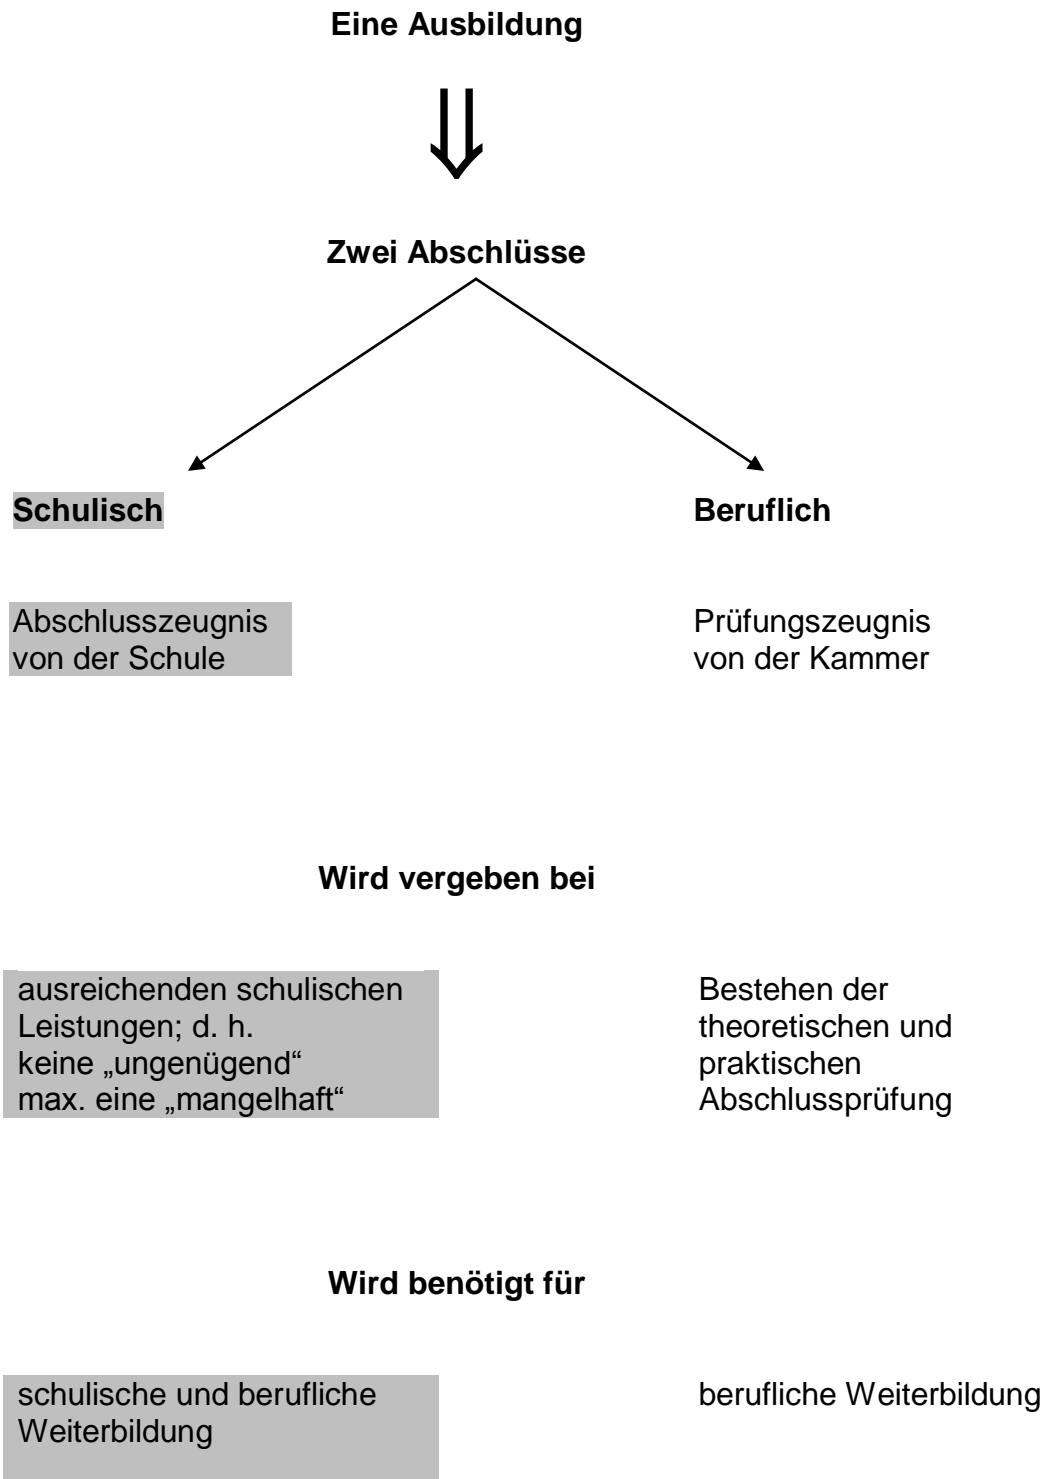 Eine Ausbildung
Zwei Abschlüsse
Schulisch
Beruflich
Abschlusszeugnis
von der Schule
Prüfungszeugnis
von der Kammer
Wird vergeben bei
ausreichenden schulischen
Leistungen; d. h.
keine „ungenügend“
max. eine „mangelhaft“
Bestehen der
theoretischen und
praktischen
Abschlussprüfung
Wird benötigt für
schulische und berufliche
Weiterbildung
berufliche Weiterbildung